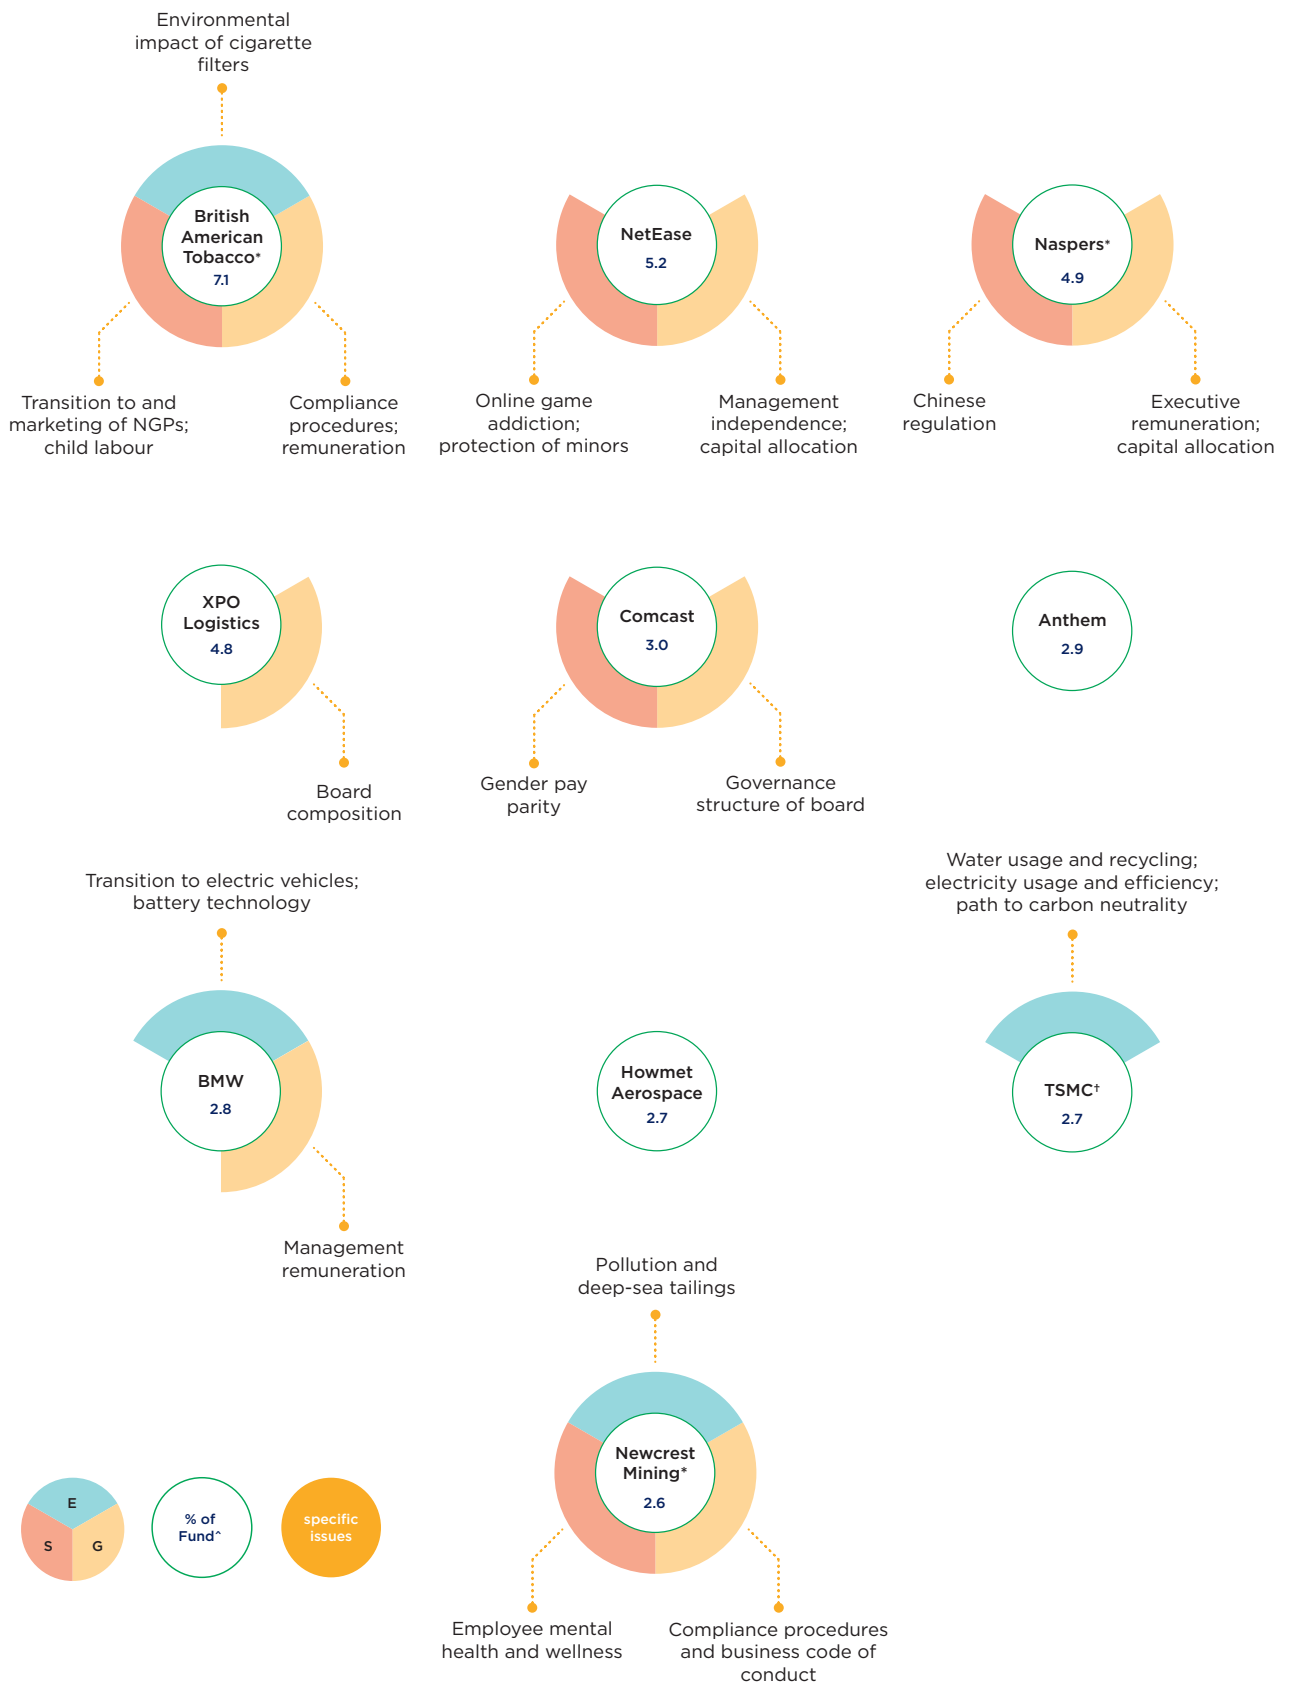 Environmental
impact of cigarette
filters
British
American
Tobacco*
7.1
Transition to and
marketing of NGPs;
child labour
Compliance
procedures;
remuneration
NetEase
5.2
Online game
addiction;
protection of minors
Management
independence;
capital allocation
Naspers*
4.9
Chinese
regulation
Executive
remuneration;
capital allocation
XPO
Logistics
4.8
Board
composition
Comcast
3.0
Gender pay
parity
Governance
structure of board
Anthem
2.9
Transition to electric vehicles;
battery technology
BMW
2.8
Management
remuneration
Howmet
Aerospace
2.7
Water usage and recycling;
electricity usage and efficiency;
path to carbon neutrality
TSMC†
2.7
Pollution and
deep-sea tailings
Newcrest
Mining*
2.6
Employee mental
health and wellness
Compliance procedures
and business code of
conduct
E
S
G
% of
Fund^
specific
issues